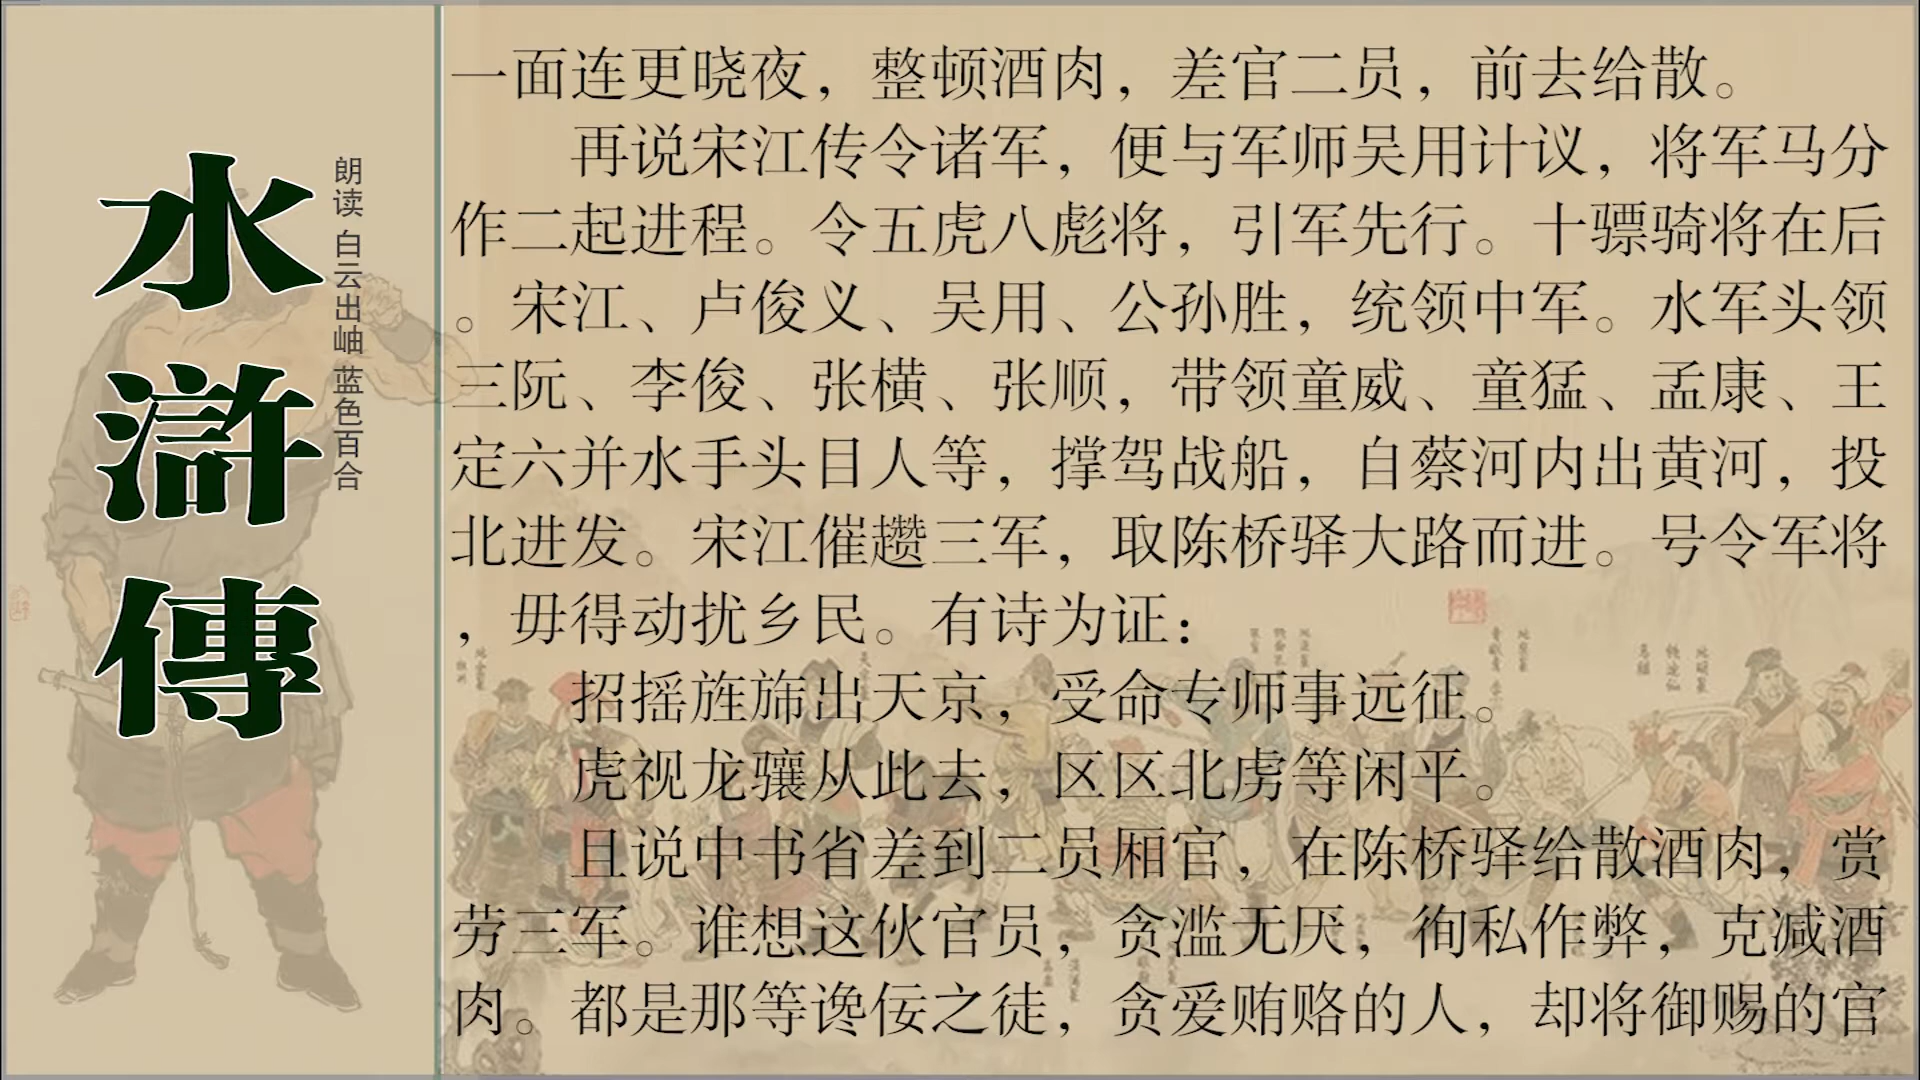 水滸傳
朗读 白云出岫 蓝色百合
一面连更晓夜，整顿酒肉，差官二员，前去给散。
再说宋江传令诸军，便与军师吴用计议，将军马分
作二起进程。令五虎八彪将，引军先行。十骠骑将在后
。宋江、卢俊义、吴用、公孙胜，统领中军。水军头领
三阮、李俊、张横、张顺，带领童威、童猛、孟康、王
定六并水手头目人等，撑驾战船，自蔡河内出黄河，投
北进发。宋江催趱三军，取陈桥驿大路而进。号令军将
，毋得动扰乡民。有诗为证：
招摇旌旆出天京，受命专师事远征。
虎视龙骧从此去，区区北虏等闲平。
且说中书省差到二员厢官，在陈桥驿给散酒肉，赏
劳三军。谁想这伙官员，贪滥无厌，徇私作弊，克减酒
肉。都是那等谗佞之徒，贪爱贿赂的人，却将御赐的官